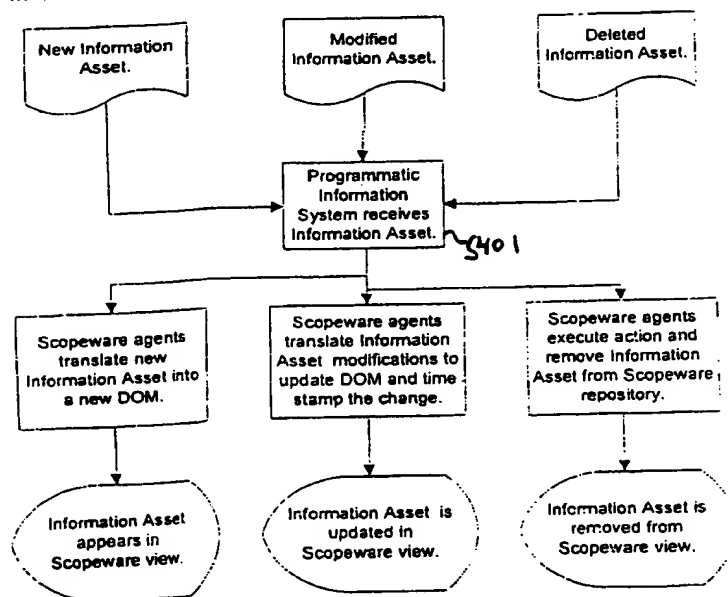 New Information
Asset.
Modified
Information Asset.
Deleted
Information Asset.
Programmatic
Information
System receives
Information Asset.
S401
Scopeware agents
translate new
Information Asset into
a new DOM.
Scopeware agents
translate Information
Asset modifications to
update DOM and time
stamp the change.
Scopeware agents
execute action and
remove Information
Asset from Scopeware
repository.
Information Asset
appears in
Scopeware view.
Information Asset is
updated in
Scopeware view.
Information Asset is
removed from
Scopeware view.